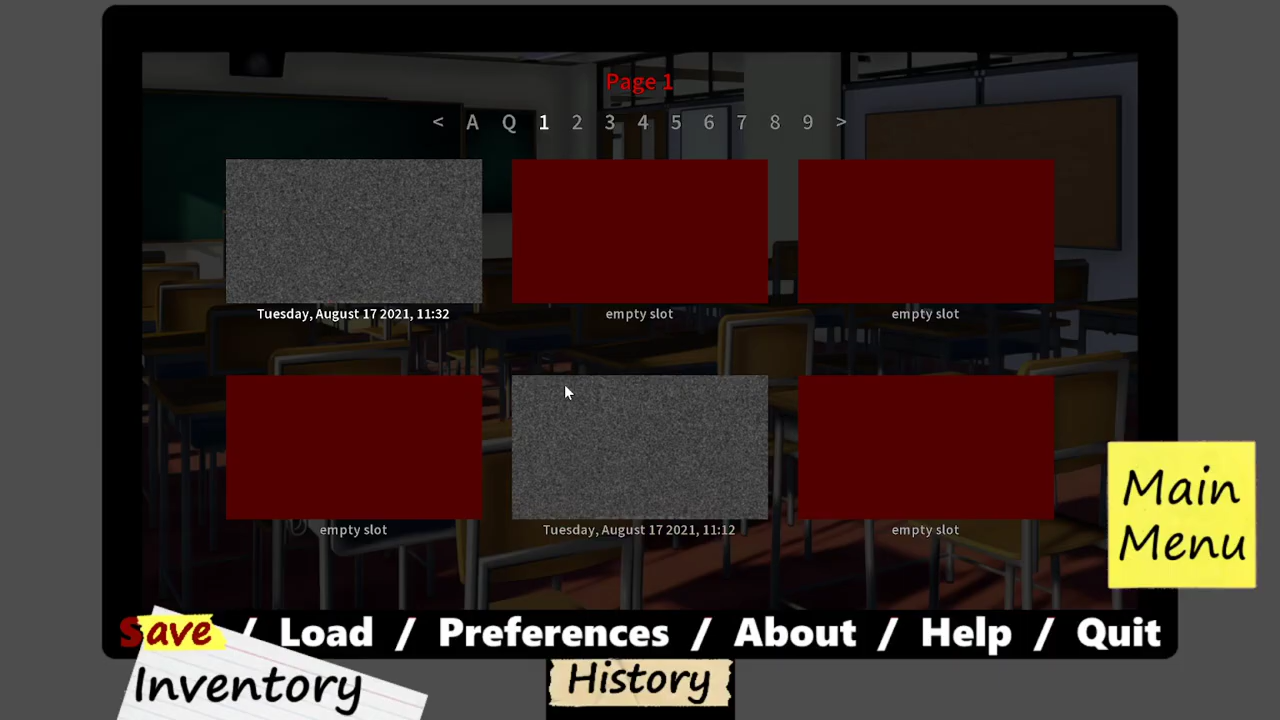 Page 1
< A Q 1 2 3 4 5 6 7 8 9 >
Tuesday, August 17 2021, 11:32
empty slot
empty slot
empty slot
Tuesday, August 17 2021, 11:12
empty slot
Main
Menu
Save / Load / Preferences / About / Help / Quit
Inventory
History